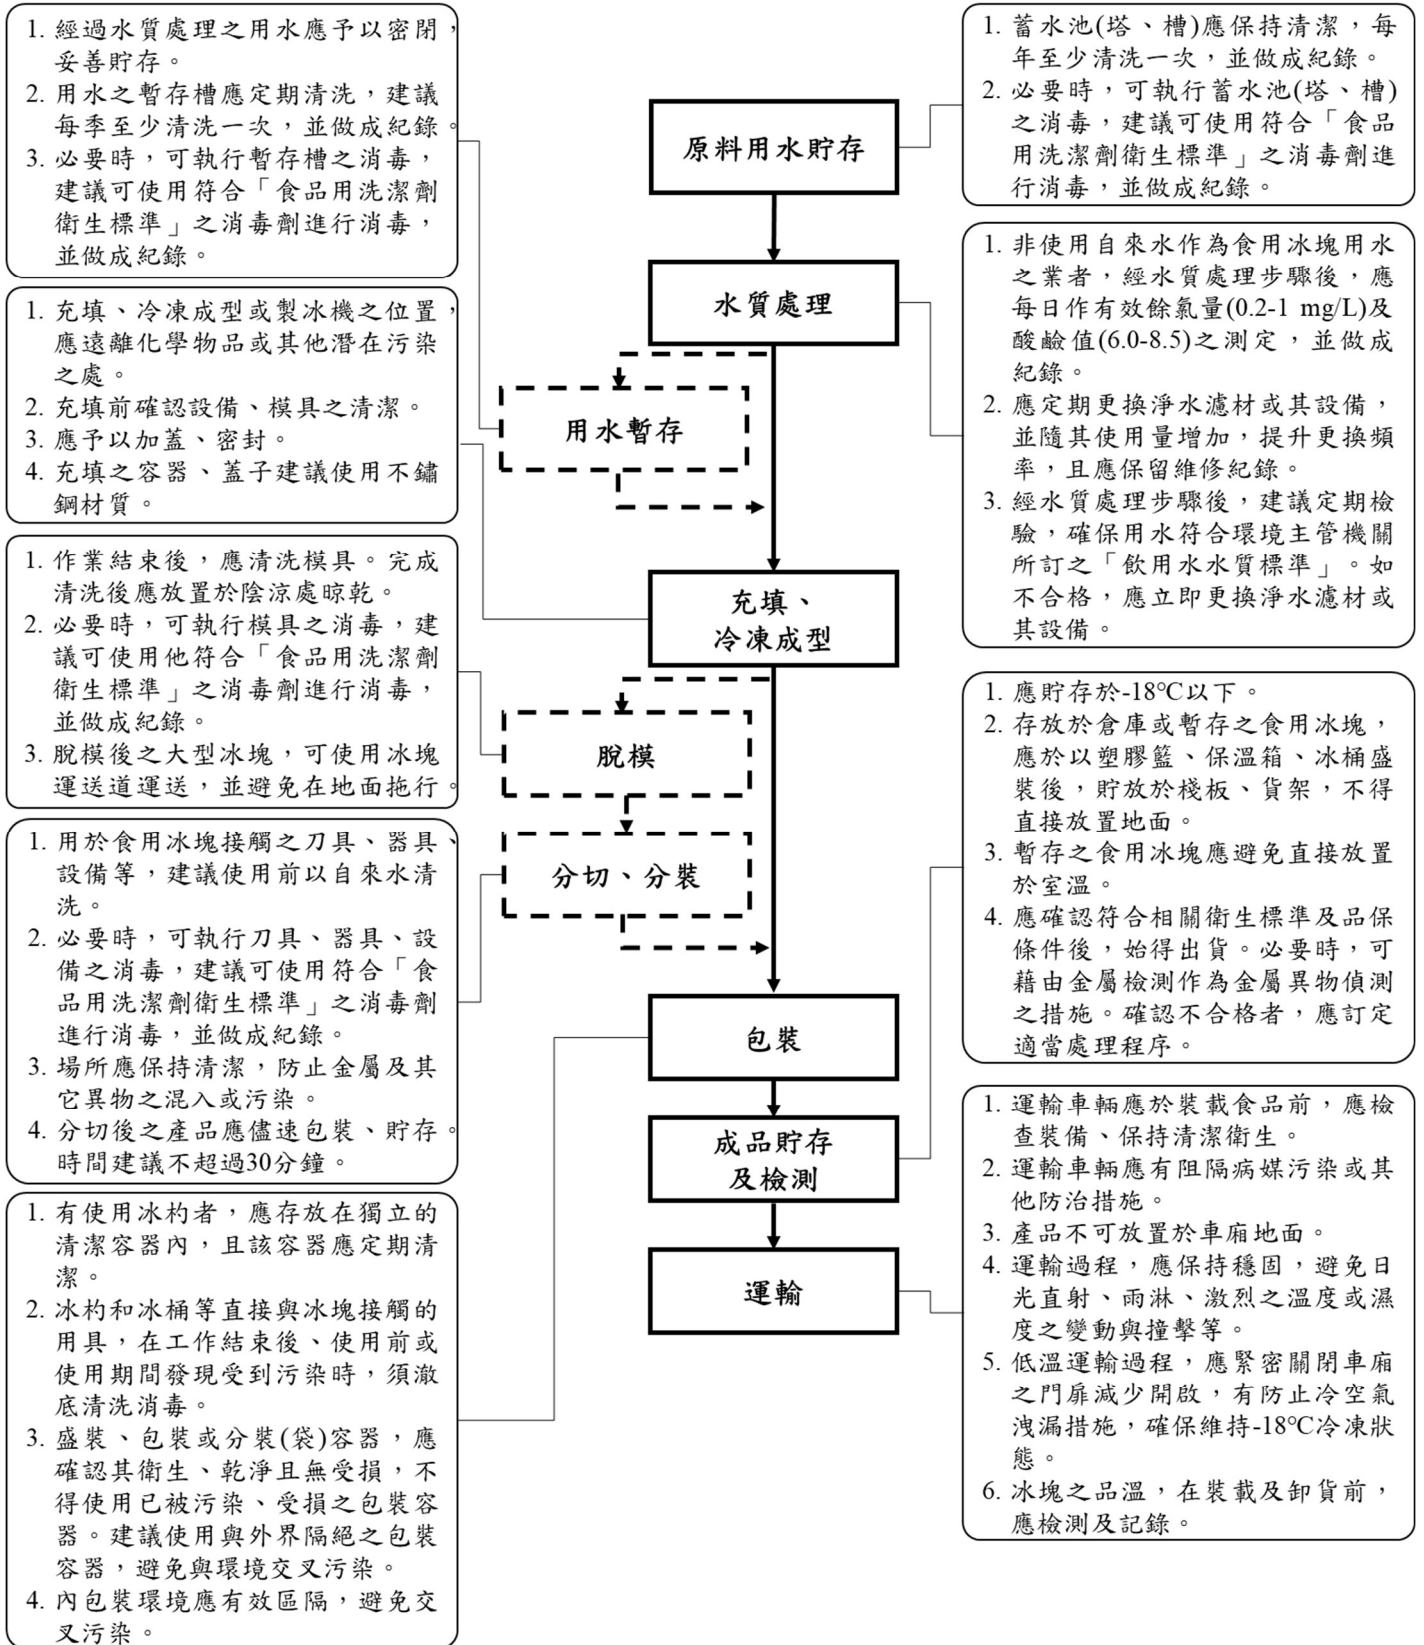 1. 經過水質處理之用水應予以密閉，
妥善貯存。
2. 用水之暫存槽應定期清洗，建議
每季至少清洗一次，並做成紀錄。
3. 必要時，可執行暫存槽之消毒，
建議可使用符合「食品用洗潔劑
衛生標準」之消毒劑進行消毒，
並做成紀錄。
1. 充填、冷凍成型或製冰機之位置，
應遠離化學物品或其他潛在污染
之處。
2. 充填前確認設備、模具之清潔。
3. 應予以加蓋、密封。
4. 充填之容器、蓋子建議使用不鏽
鋼材質。
1. 作業結束後，應清洗模具。完成
清洗後應放置於陰涼處晾乾。
2. 必要時，可執行模具之消毒，建
議可使用他符合「食品用洗潔劑
衛生標準」之消毒劑進行消毒，
並做成紀錄。
3. 脫模後之大型冰塊，可使用冰塊
運送道運送，並避免在地面拖行。
1. 用於食用冰塊接觸之刀具、器具、
設備等，建議使用前以自來水清
洗。
2. 必要時，可執行刀具、器具、設
備之消毒，建議可使用符合「食
品用洗潔劑衛生標準」之消毒劑
進行消毒，並做成紀錄。
3. 場所應保持清潔，防止金屬及其
它異物之混入或污染。
4. 分切後之產品應儘速包裝、貯存。
時間建議不超過30分鐘。
1. 有使用冰杓者，應存放在獨立的
清潔容器內，且該容器應定期清
潔。
2. 冰杓和冰桶等直接與冰塊接觸的
用具，在工作結束後、使用前或
使用期間發現受到污染時，須澈
底清洗消毒。
3. 盛裝、包裝或分裝(袋)容器，應
確認其衛生、乾淨且無受損，不
得使用已被污染、受損之包裝容
器。建議使用與外界隔絕之包裝
容器，避免與環境交叉污染。
4. 內包裝環境應有效區隔，避免交
叉污染。
原料用水貯存
水質處理
用水暫存
充填、
冷凍成型
脫模
分切、分裝
包裝
成品貯存
及檢測
運輸
1. 蓄水池(塔、槽)應保持清潔，每
年至少清洗一次，並做成紀錄。
2. 必要時，可執行蓄水池(塔、槽)
之消毒，建議可使用符合「食品
用洗潔劑衛生標準」之消毒劑進
行消毒，並做成紀錄。
1. 非使用自來水作為食用冰塊用水
之業者，經水質處理步驟後，應
每日作有效餘氯量(0.2-1 mg/L)及
酸鹼值(6.0-8.5)之測定，並做成
紀錄。
2. 應定期更換淨水濾材或其設備，
並隨其使用量增加，提升更換頻
率，且應保留維修紀錄。
3. 經水質處理步驟後，建議定期檢
驗，確保用水符合環境主管機關
所訂之「飲用水水質標準」。如
不合格，應立即更換淨水濾材或
其設備。
1. 應貯存於-18℃以下。
2. 存放於倉庫或暫存之食用冰塊，
應於以塑膠籃、保溫箱、冰桶盛
裝後，貯放於棧板、貨架，不得
直接放置地面。
3. 暫存之食用冰塊應避免直接放置
於室溫。
4. 應確認符合相關衛生標準及品保
條件後，始得出貨。必要時，可
藉由金屬檢測作為金屬異物偵測
之措施。確認不合格者，應訂定
適當處理程序。
1. 運輸車輛應於裝載食品前，應檢
查裝備、保持清潔衛生。
2. 運輸車輛應有阻隔病媒污染或其
他防治措施。
3. 產品不可放置於車廂地面。
4. 運輸過程，應保持穩固，避免日
光直射、雨淋、激烈之溫度或濕
度之變動與撞擊等。
5. 低溫運輸過程，應緊密關閉車廂
之門扉減少開啟，有防止冷空氣
洩漏措施，確保維持-18℃冷凍狀
態。
6. 冰塊之品溫，在裝載及卸貨前，
應檢測及記錄。